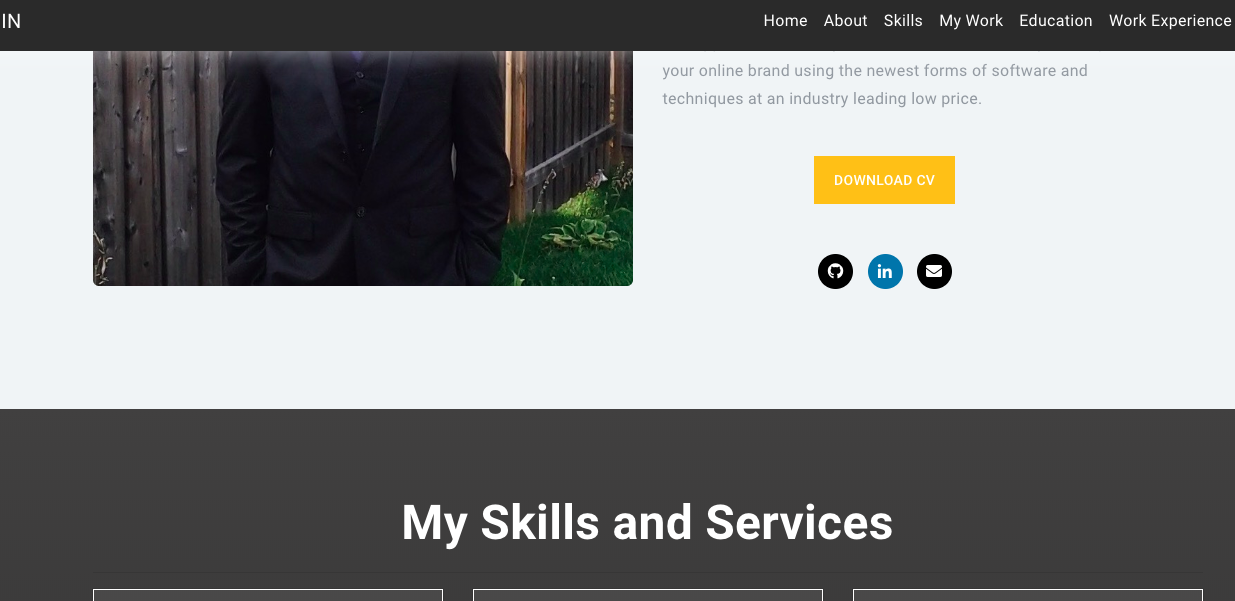 IN
Home About Skills My Work Education Work Experience
your online brand using the newest forms of software and
techniques at an industry leading low price.
DOWNLOAD CV
in
My Skills and Services